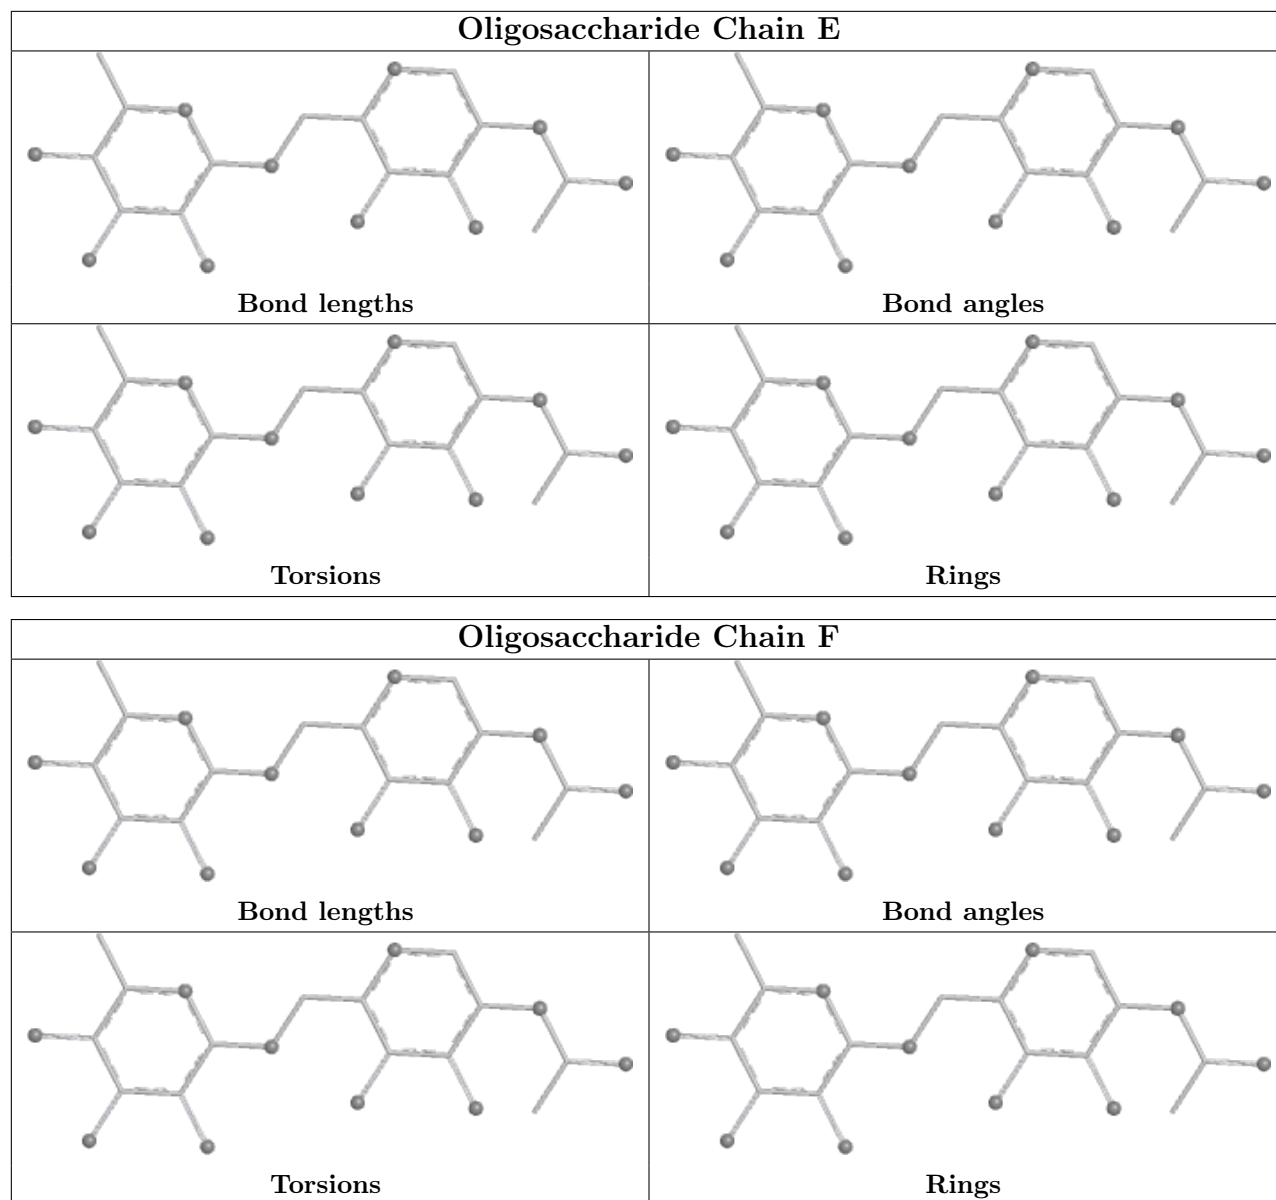 Oligosaccharide Chain E
Bond lengths
Bond angles
Torsions
Rings
Oligosaccharide Chain F
Bond lengths
Bond angles
Torsions
Rings